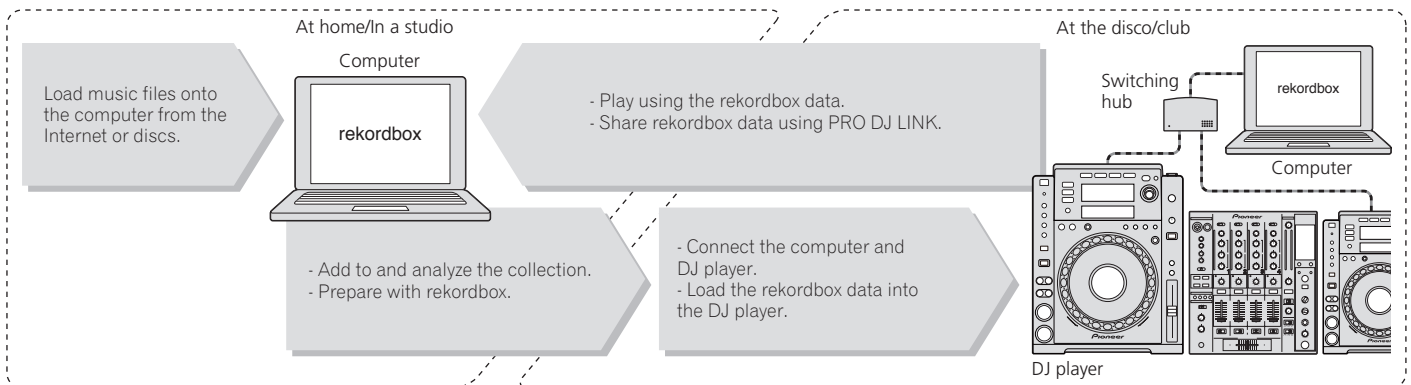 At home/In a studio
Computer
Load music files onto
the computer from the
Internet or discs.
rekordbox
- Play using the rekordbox data.
- Share rekordbox data using PRO DJ LINK.
- Add to and analyze the collection.
- Prepare with rekordbox.
- Connect the computer and
DJ player.
- Load the rekordbox data into
the DJ player.
At the disco/club
Switching
hub
rekordbox
Computer
Pioneer
Pioneer
DJ player